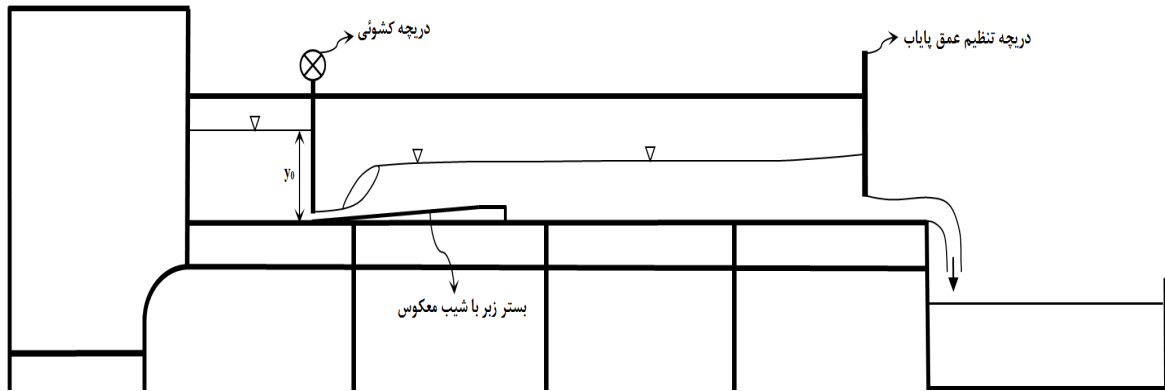 دریچه کشوئی
دریچه تنظیم عمق پایاب
y₀
بستر زبر با شیب معکوس